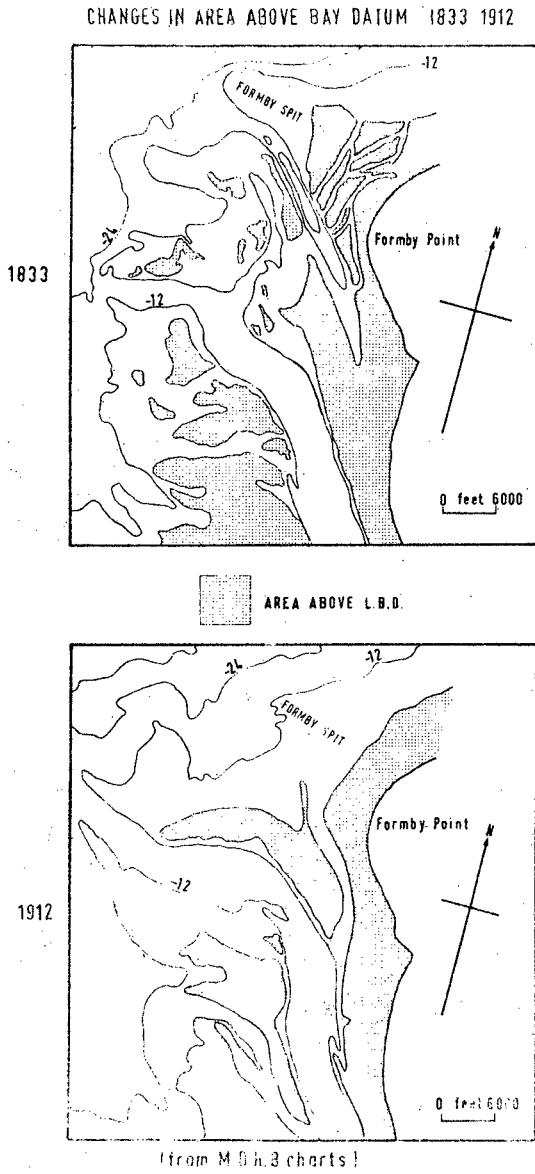 CHANGES IN AREA ABOVE BAY DATUM 1833 1912
-12
FORMBY SPIT
-24
Formby Point
N
1833
-12
0 feet 6000
AREA ABOVE L.B.D.
-24
-12
FORMBY SPIT
Formby Point
N
-12
1912
0 feet 6000
(from M.D.H.B charts)